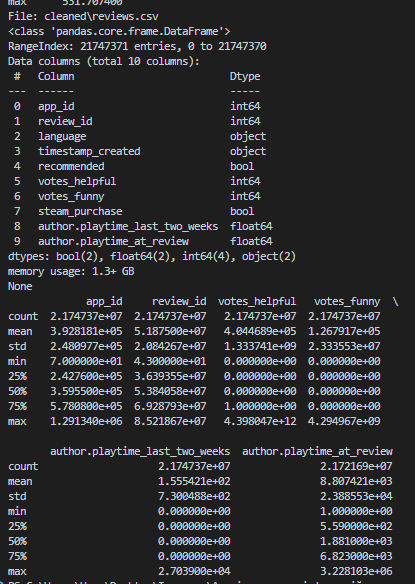 max 531.707400
File: cleaned\reviews.csv
<class 'pandas.core.frame.DataFrame'>
RangeIndex: 21747371 entries, 0 to 21747370
Data columns (total 10 columns):
# Column Dtype
--- ------ -----
0 app_id int64
1 review_id int64
2 language object
3 timestamp_created object
4 recommended bool
5 votes_helpful int64
6 votes_funny int64
7 steam_purchase bool
8 author.playtime_last_two_weeks float64
9 author.playtime_at_review float64
dtypes: bool(2), float64(2), int64(4), object(2)
memory usage: 1.3+ GB
None
app_id review_id votes_helpful votes_funny \
count 2.174737e+07 2.174737e+07 2.174737e+07 2.174737e+07
mean 3.928181e+05 5.187500e+07 4.044689e+05 1.267917e+05
std 2.480977e+05 2.084267e+07 1.333741e+09 2.333553e+07
min 7.000000e+01 4.300000e+01 0.000000e+00 0.000000e+00
25% 2.427600e+05 3.639355e+07 0.000000e+00 0.000000e+00
50% 3.595500e+05 5.384058e+07 0.000000e+00 0.000000e+00
75% 5.780800e+05 6.928793e+07 1.000000e+00 0.000000e+00
max 1.291340e+06 8.521867e+07 4.398047e+12 4.294967e+09
author.playtime_last_two_weeks author.playtime_at_review
count 2.174737e+07 2.172169e+07
mean 1.555421e+02 8.807421e+03
std 7.300488e+02 2.388553e+04
min 0.000000e+00 1.000000e+00
25% 0.000000e+00 5.590000e+02
50% 0.000000e+00 1.881000e+03
75% 0.000000e+00 6.823000e+03
max 2.703900e+04 3.228103e+06